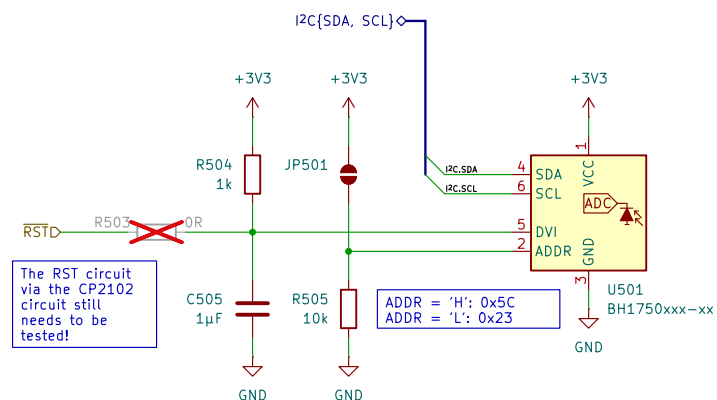 I²C{SDA, SCL}
+3V3
+3V3
+3V3
R504
1k
JP501
I²C.SDA
I²C.SCL
4
SDA
6
SCL
1
VCC
ADC
RST
R503
0R
5
DVI
2
ADDR
GND
3
The RST circuit
via the CP2102
circuit still
needs to be
tested!
C505
1µF
R505
10k
ADDR = 'H': 0x5C
ADDR = 'L': 0x23
U501
BH1750xxx-xx
GND
GND
GND